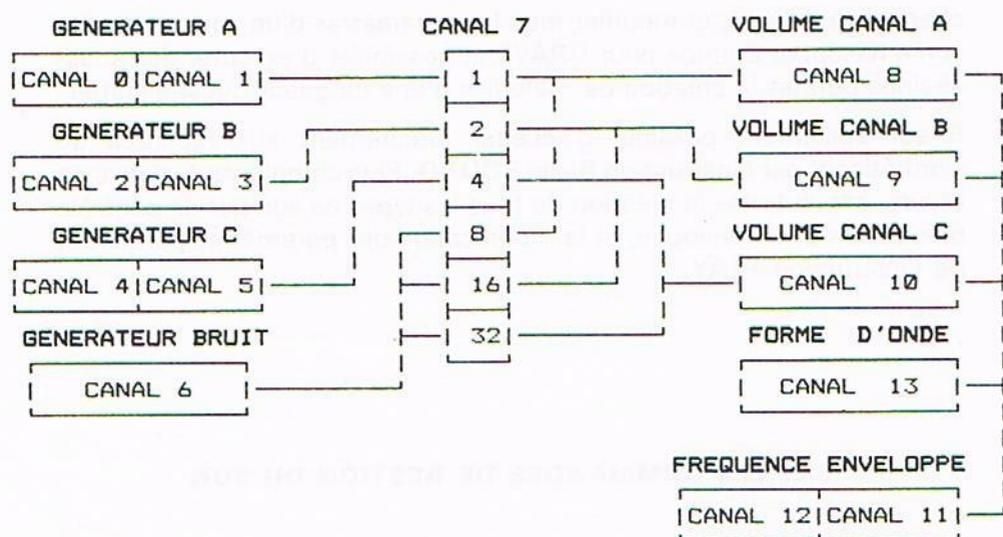 GENERATEUR A
CANAL 7
VOLUME CANAL A
CANAL 0 CANAL 1
1
CANAL 8
GENERATEUR B
2
VOLUME CANAL B
CANAL 2 CANAL 3
4
CANAL 9
GENERATEUR C
8
VOLUME CANAL C
CANAL 4 CANAL 5
16
CANAL 10
GENERATEUR BRUIT
32
FORME D'ONDE
CANAL 6
CANAL 13
FREQUENCE ENVELOPPE
CANAL 12 CANAL 11